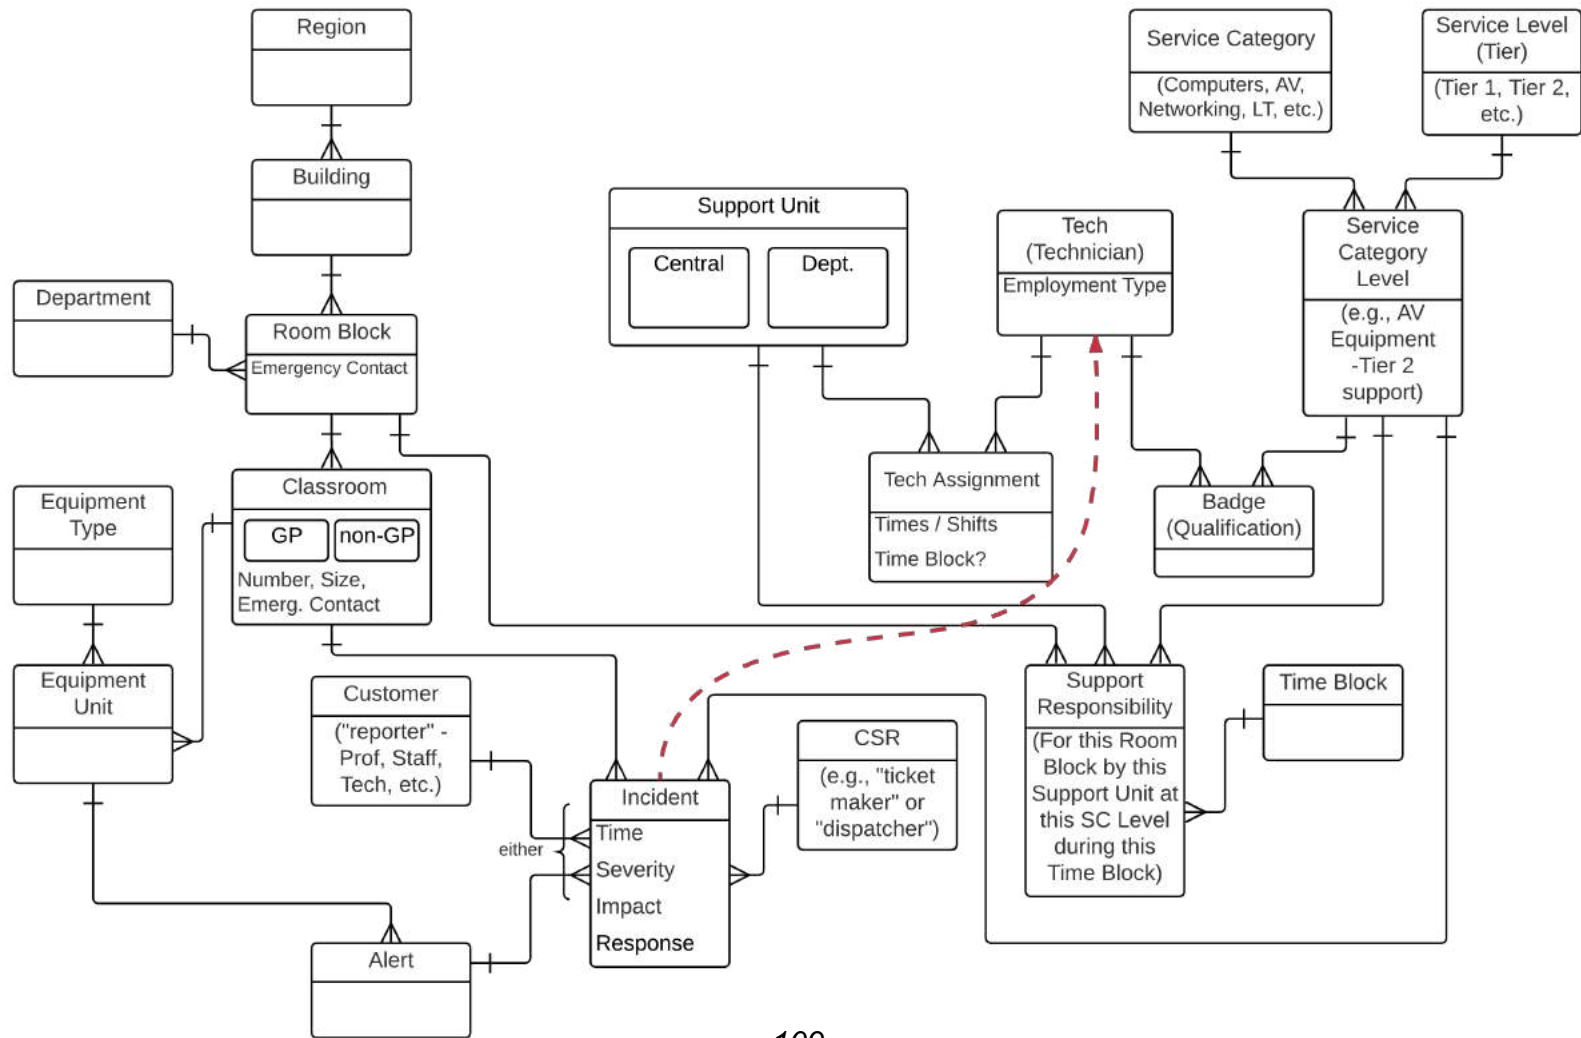 Region
Building
Department
Room Block
Emergency Contact
Classroom
GP
non-GP
Number, Size,
Emerg. Contact
Equipment
Type
Equipment
Unit
Customer
("reporter" -
Prof, Staff,
Tech, etc.)
either
Alert
Incident
Time
Severity
Impact
Response
CSR
(e.g., "ticket
maker" or
"dispatcher")
Support Unit
Central
Dept.
Tech
(Technician)
Employment Type
Tech Assignment
Times / Shifts
Time Block?
Service Category
(Computers, AV,
Networking, LT, etc.)
Service Level
(Tier)
(Tier 1, Tier 2,
etc.)
Service
Category
Level
(e.g., AV
Equipment
-Tier 2
support)
Badge
(Qualification)
Support
Responsibility
(For this Room
Block by this
Support Unit at
this SC Level
during this
Time Block)
Time Block